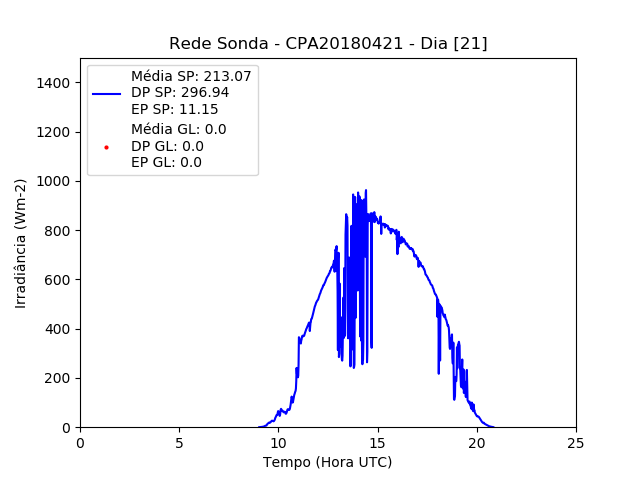 Rede Sonda - CPA20180421 - Dia [21]
Média SP: 213.07
DP SP: 296.94
EP SP: 11.15
Média GL: 0.0
DP GL: 0.0
EP GL: 0.0
Irradiância (Wm-2)
1400
1200
1000
800
600
400
200
0
0 5 10 15 20 25
Tempo (Hora UTC)